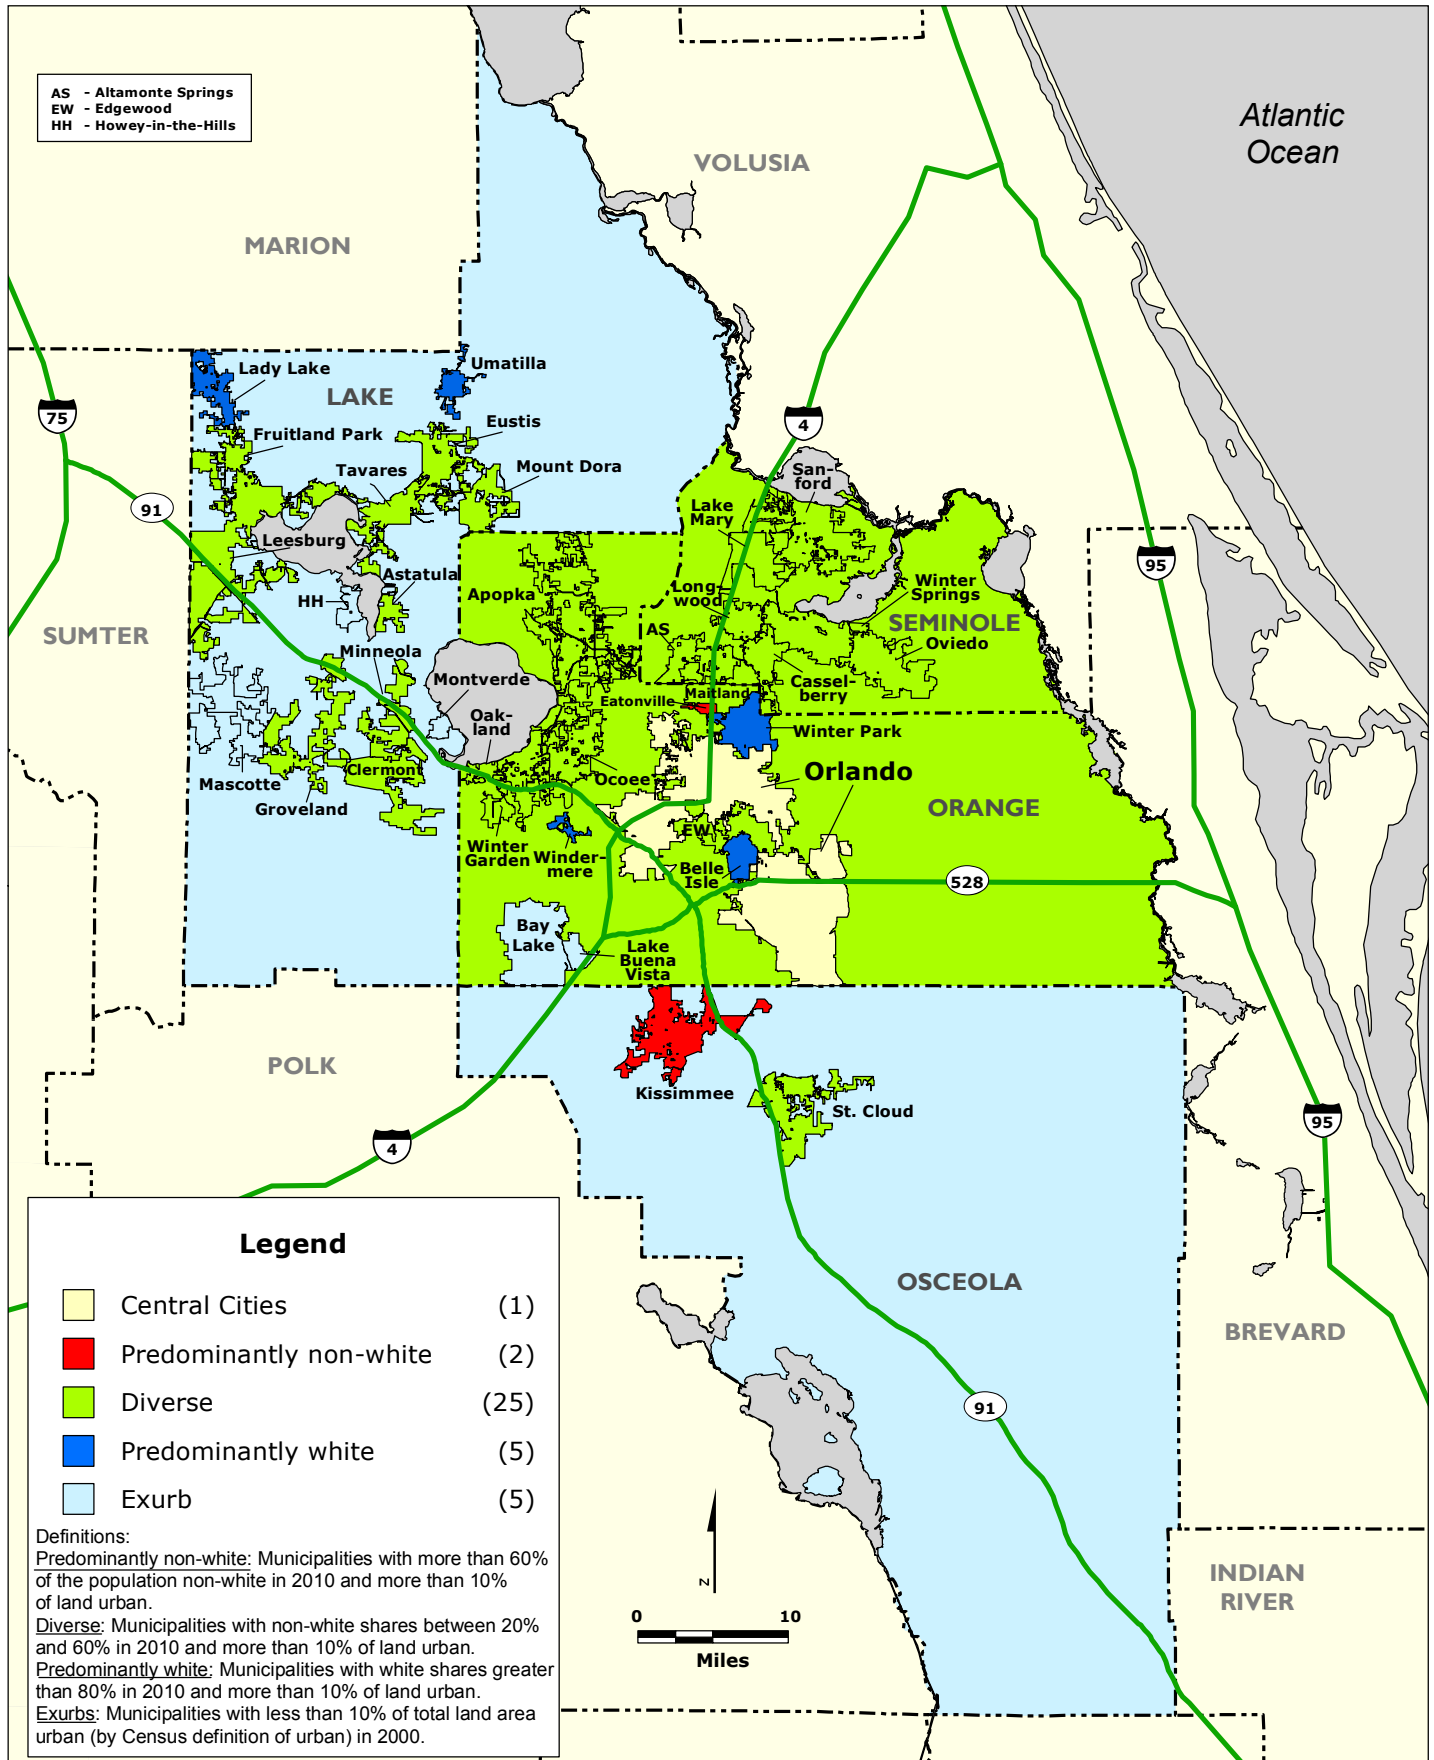 AS - Altamonte Springs
EW - Edgewood
HH - Howey-in-the-Hills
Atlantic
Ocean
VOLUSIA
MARION
Lady Lake
Umatilla
LAKE
75
4
Fruitland Park
Eustis
Tavares
Mount Dora
San-
ford
91
Lake
Mary
Leesburg
95
Astatula
HH
Apopka
Long-
wood
Winter
Springs
SUMTER
AS
SEMINOLE
Oviedo
Minneola
Montverde
Cassel-
berry
Maitland
Eatonville
Oak-
land
Winter Park
Mascotte
Clermont
Ocoee
Orlando
Groveland
ORANGE
EW
Winter
Garden
Winder-
mere
Belle
Isle
528
Bay
Lake
Lake
Buena
Vista
POLK
Kissimmee
St. Cloud
95
4
OSCEOLA
BREVARD
91
INDIAN
RIVER
Legend
Central Cities (1)
Predominantly non-white (2)
Diverse (25)
Predominantly white (5)
Exurb (5)
Definitions:
Predominantly non-white: Municipalities with more than 60%
of the population non-white in 2010 and more than 10%
of land urban.
Diverse: Municipalities with non-white shares between 20%
and 60% in 2010 and more than 10% of land urban.
Predominantly white: Municipalities with white shares greater
than 80% in 2010 and more than 10% of land urban.
Exurbs: Municipalities with less than 10% of total land area
urban (by Census definition of urban) in 2000.
N
0 10
Miles